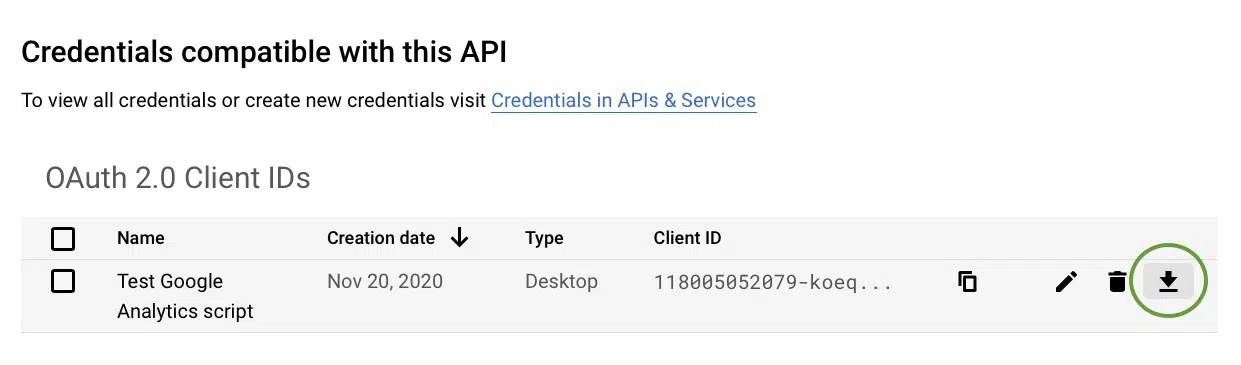 Credentials compatible with this API
To view all credentials or create new credentials visit Credentials in APIs & Services
OAuth 2.0 Client IDs
Name Creation date Type Client ID
Test Google Nov 20, 2020 Desktop 118005052079-koeq...
Analytics script